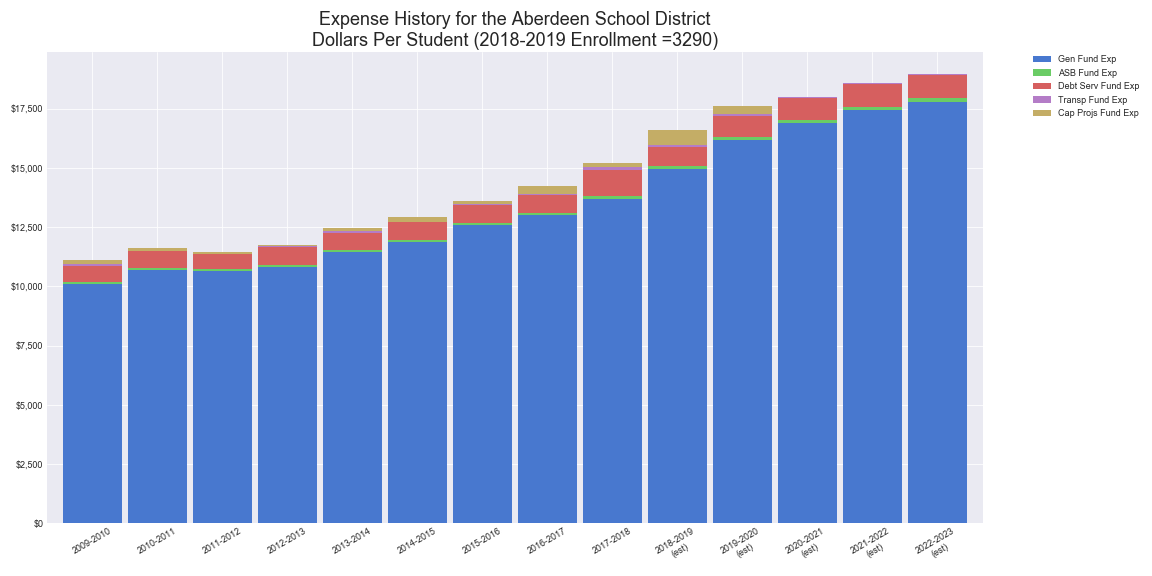 Expense History for the Aberdeen School District
Dollars Per Student (2018-2019 Enrollment =3290)
Gen Fund Exp
ASB Fund Exp
Debt Serv Fund Exp
Transp Fund Exp
Cap Projs Fund Exp
$17,500
$15,000
$12,500
$10,000
$7,500
$5,000
$2,500
$0
2009-2010
2010-2011
2011-2012
2012-2013
2013-2014
2014-2015
2015-2016
2016-2017
2017-2018
2018-2019
(est)
2019-2020
(est)
2020-2021
(est)
2021-2022
(est)
2022-2023
(est)